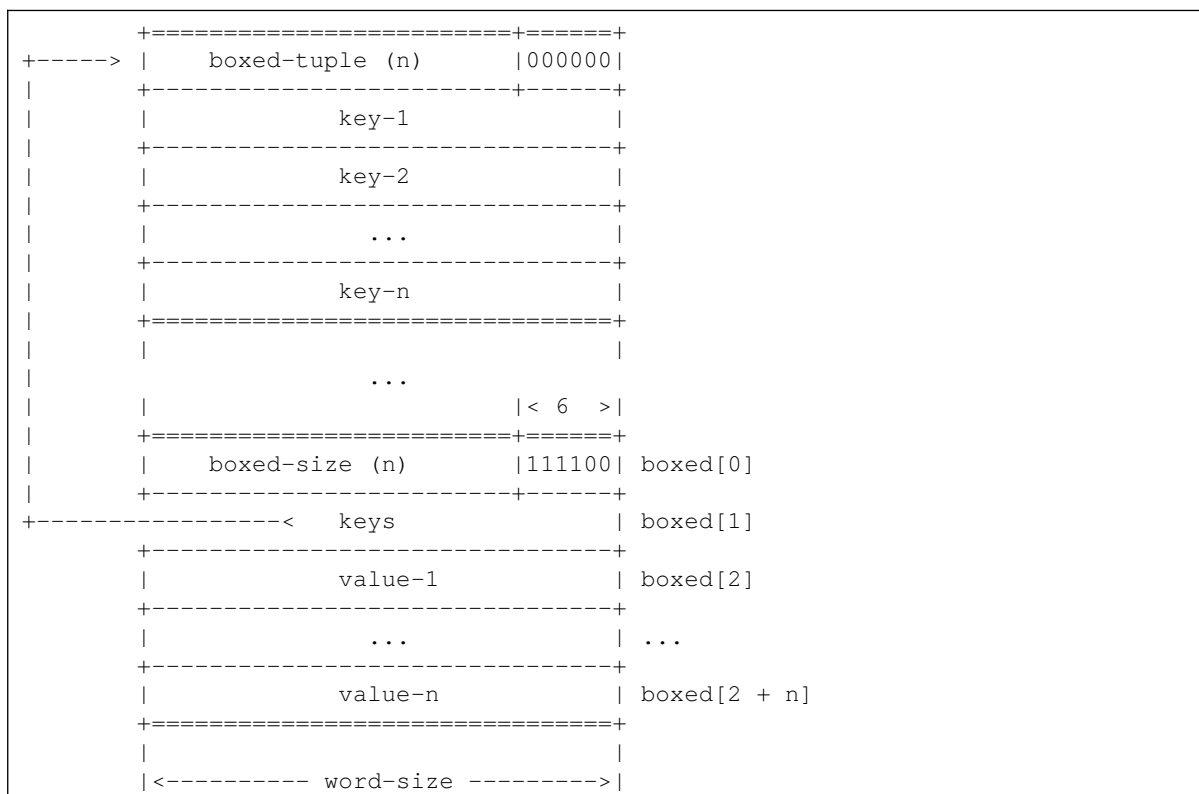 +=========================+======+
+-----> |    boxed-tuple (n)      |000000|
|       +-------------------------+------+
|       |             key-1              |
|       +--------------------------------+
|       |             key-2              |
|       +--------------------------------+
|       |               ...              |
|       +--------------------------------+
|       |             key-n              |
|       +================================+
|       |                                |
|                       ...
|       |                         |< 6  >|
|       +=========================+======+
|       |    boxed-size (n)       |111100| boxed[0]
|       +-------------------------+------+
+-----------------<   keys               | boxed[1]
        +--------------------------------+
        |             value-1            | boxed[2]
        +--------------------------------+
        |               ...              | ...
        +--------------------------------+
        |             value-n            | boxed[2 + n]
        +================================+
        |                                |
        |<---------- word-size --------->|